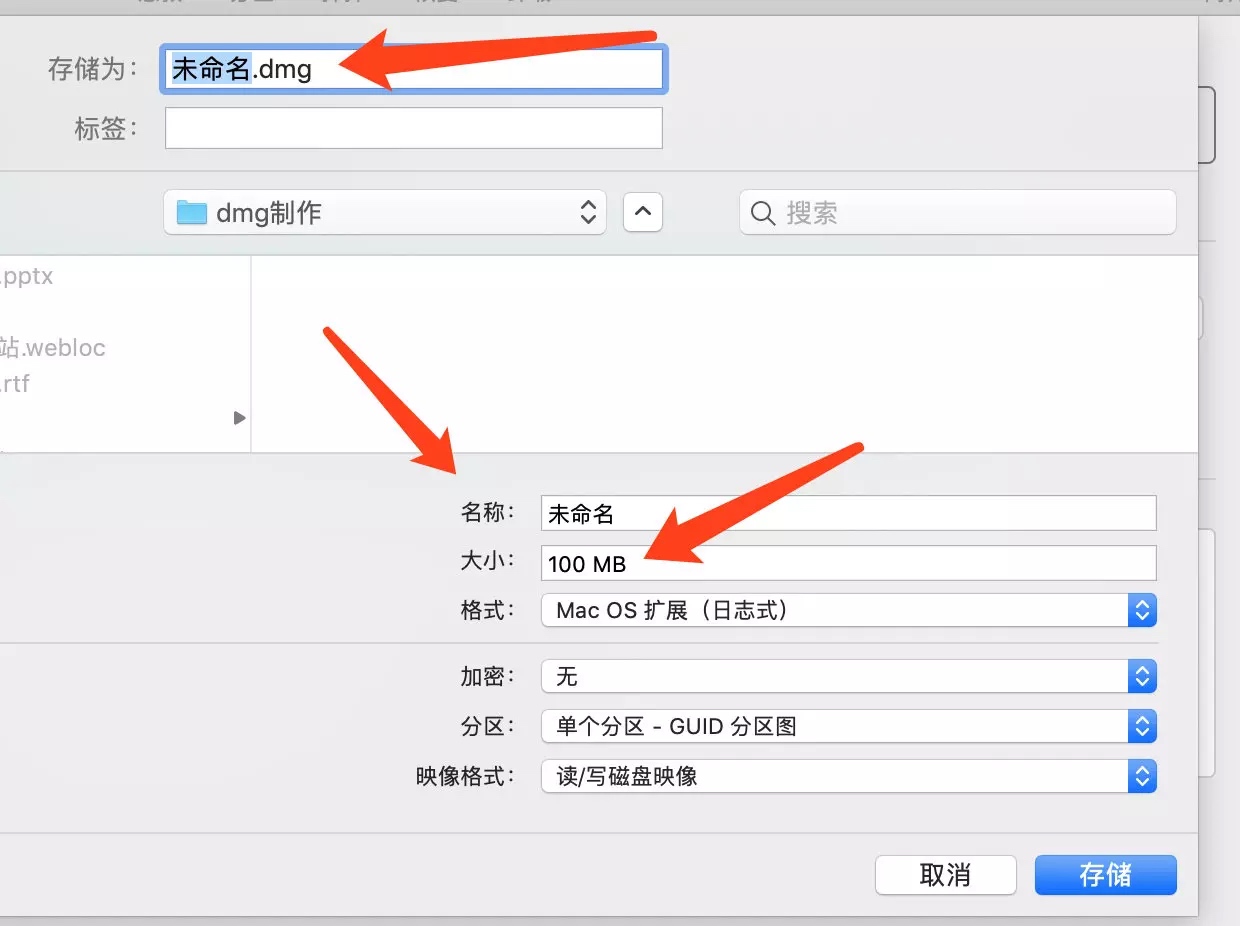 存储为：
未命名.dmg
标签：
dmg制作
搜索
.pptx
站.webloc
.rtf
名称：
未命名
大小：
100 MB
格式：
Mac OS 扩展（日志式）
加密：
无
分区：
单个分区 - GUID 分区图
映像格式：
读/写磁盘映像
取消
存储